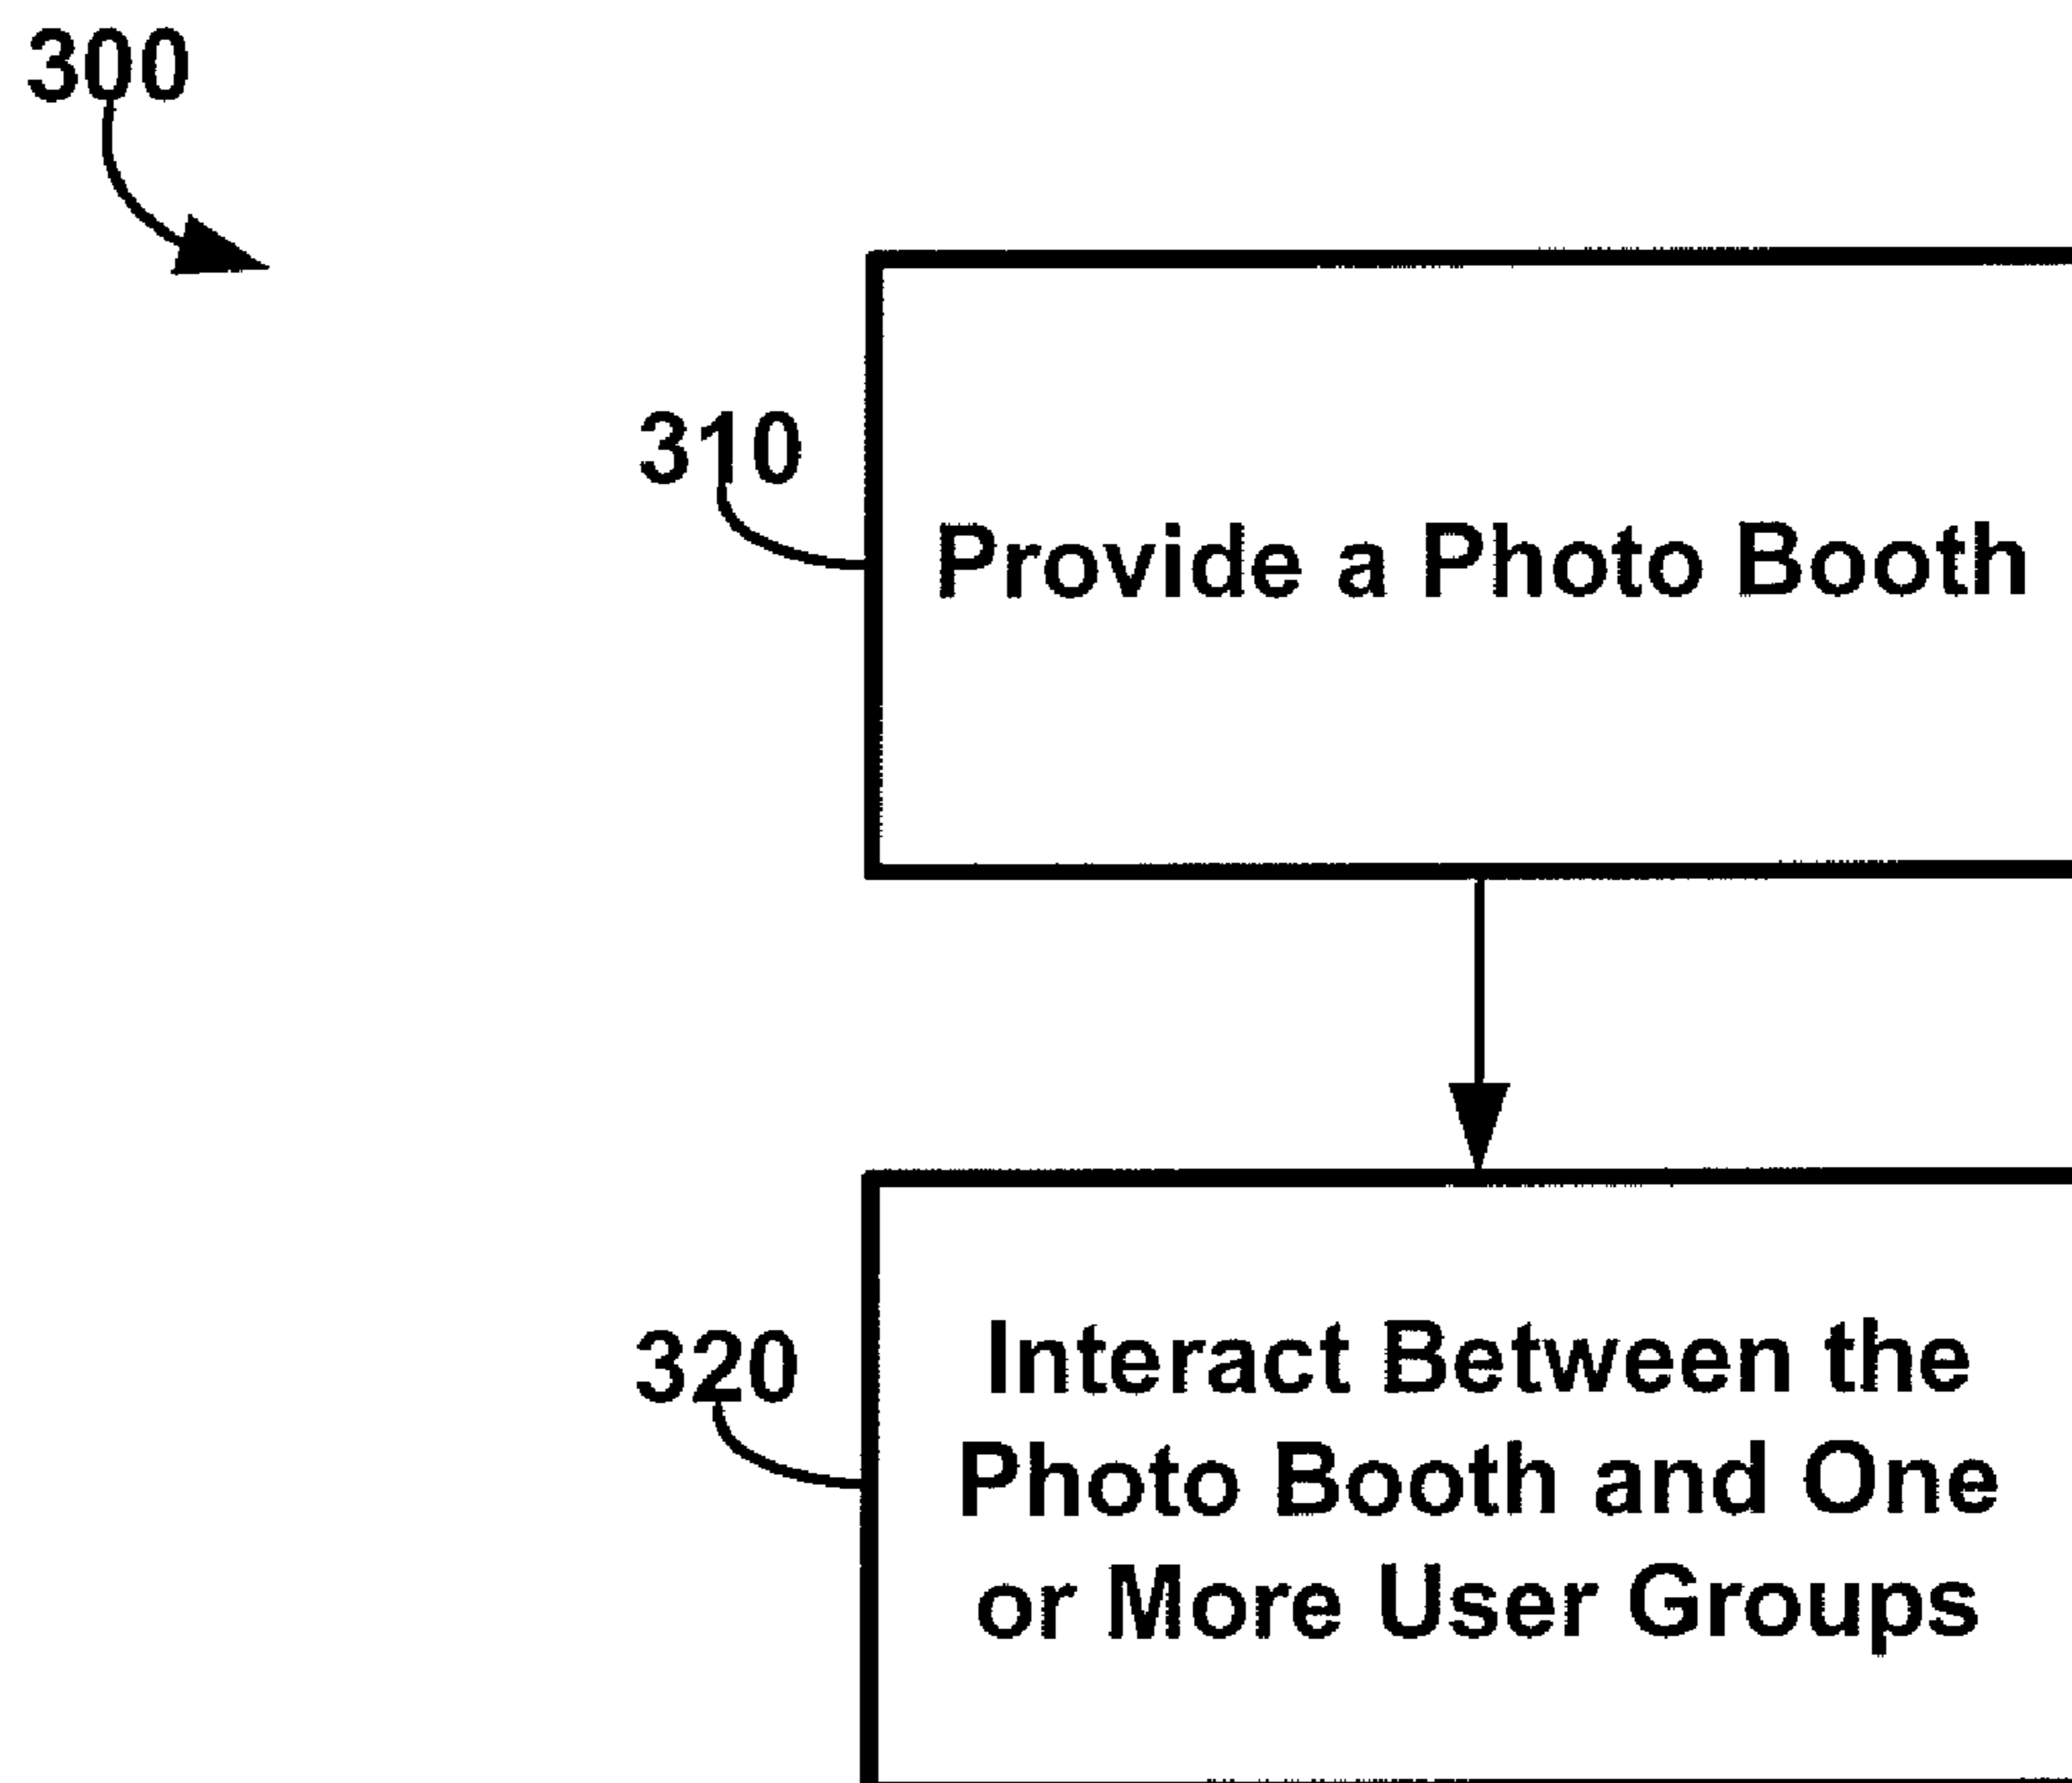 300
310
Provide a Photo Booth
320
Interact Between the
Photo Booth and One
or More User Groups